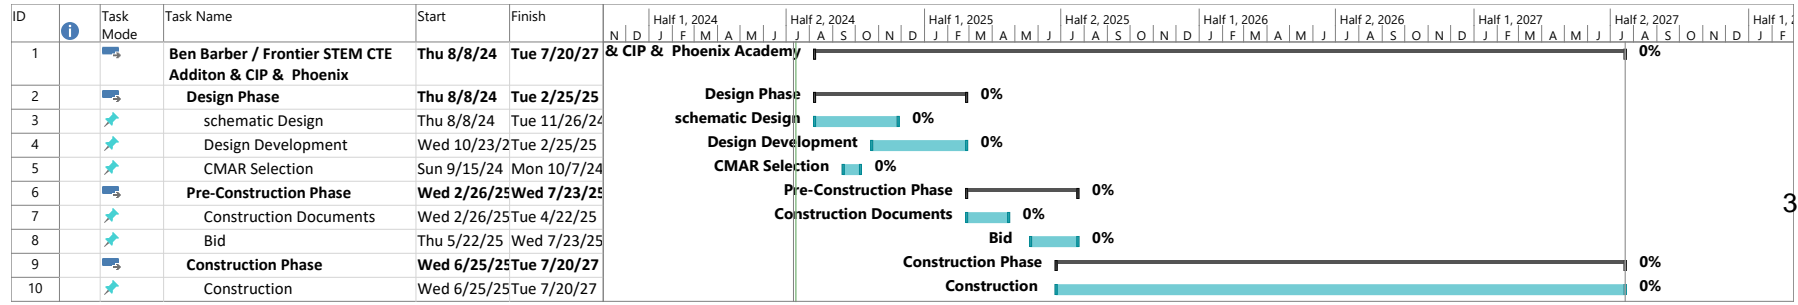 ID Task Mode Task Name Start Finish
Half 1, 2024 Half 2, 2024 Half 1, 2025 Half 2, 2025 Half 1, 2026 Half 2, 2026 Half 1, 2027 Half 2, 2027 Half 1, 2
N D J F M A M J J A S O N D J F M A M J J A S O N D J F M A M J J A S O N D J F M A M J J A S O N D J F
1 Ben Barber / Frontier STEM CTE Thu 8/8/24 Tue 7/20/27 & CIP & Phoenix Academy 0%
Additon & CIP & Phoenix
2 Design Phase Thu 8/8/24 Tue 2/25/25 Design Phase 0%
3 schematic Design Thu 8/8/24 Tue 11/26/24 schematic Design 0%
4 Design Development Wed 10/23/2 Tue 2/25/25 Design Development 0%
5 CMAR Selection Sun 9/15/24 Mon 10/7/24 CMAR Selection 0%
6 Pre-Construction Phase Wed 2/26/25 Wed 7/23/25 Pre-Construction Phase 0%
7 Construction Documents Wed 2/26/25 Tue 4/22/25 Construction Documents 0%
3
8 Bid Thu 5/22/25 Wed 7/23/25 Bid 0%
9 Construction Phase Wed 6/25/25 Tue 7/20/27 Construction Phase 0%
10 Construction Wed 6/25/25 Tue 7/20/27 Construction 0%